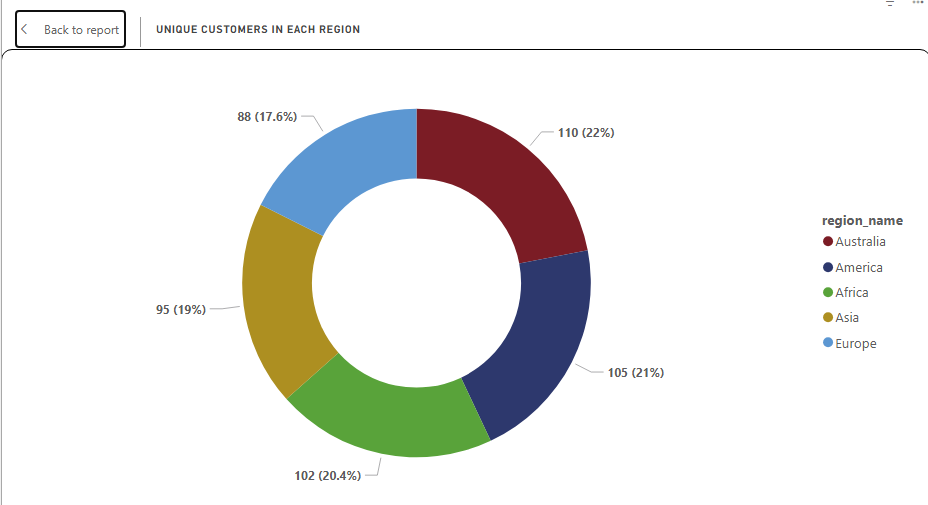 Back to report
UNIQUE CUSTOMERS IN EACH REGION
88 (17.6%)
110 (22%)
95 (19%)
105 (21%)
102 (20.4%)
region_name
Australia
America
Africa
Asia
Europe